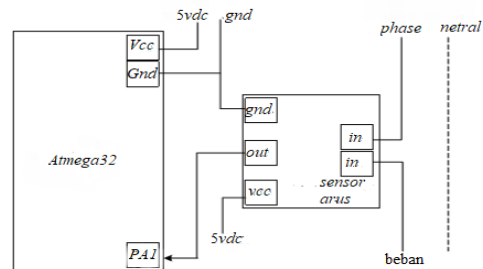 5vdc
.gnd
phase
netral
Vcc
Gnd
gnd.
in
Atmega32
out
in
vcc
sensor
arus
5vdc
PA1
beban